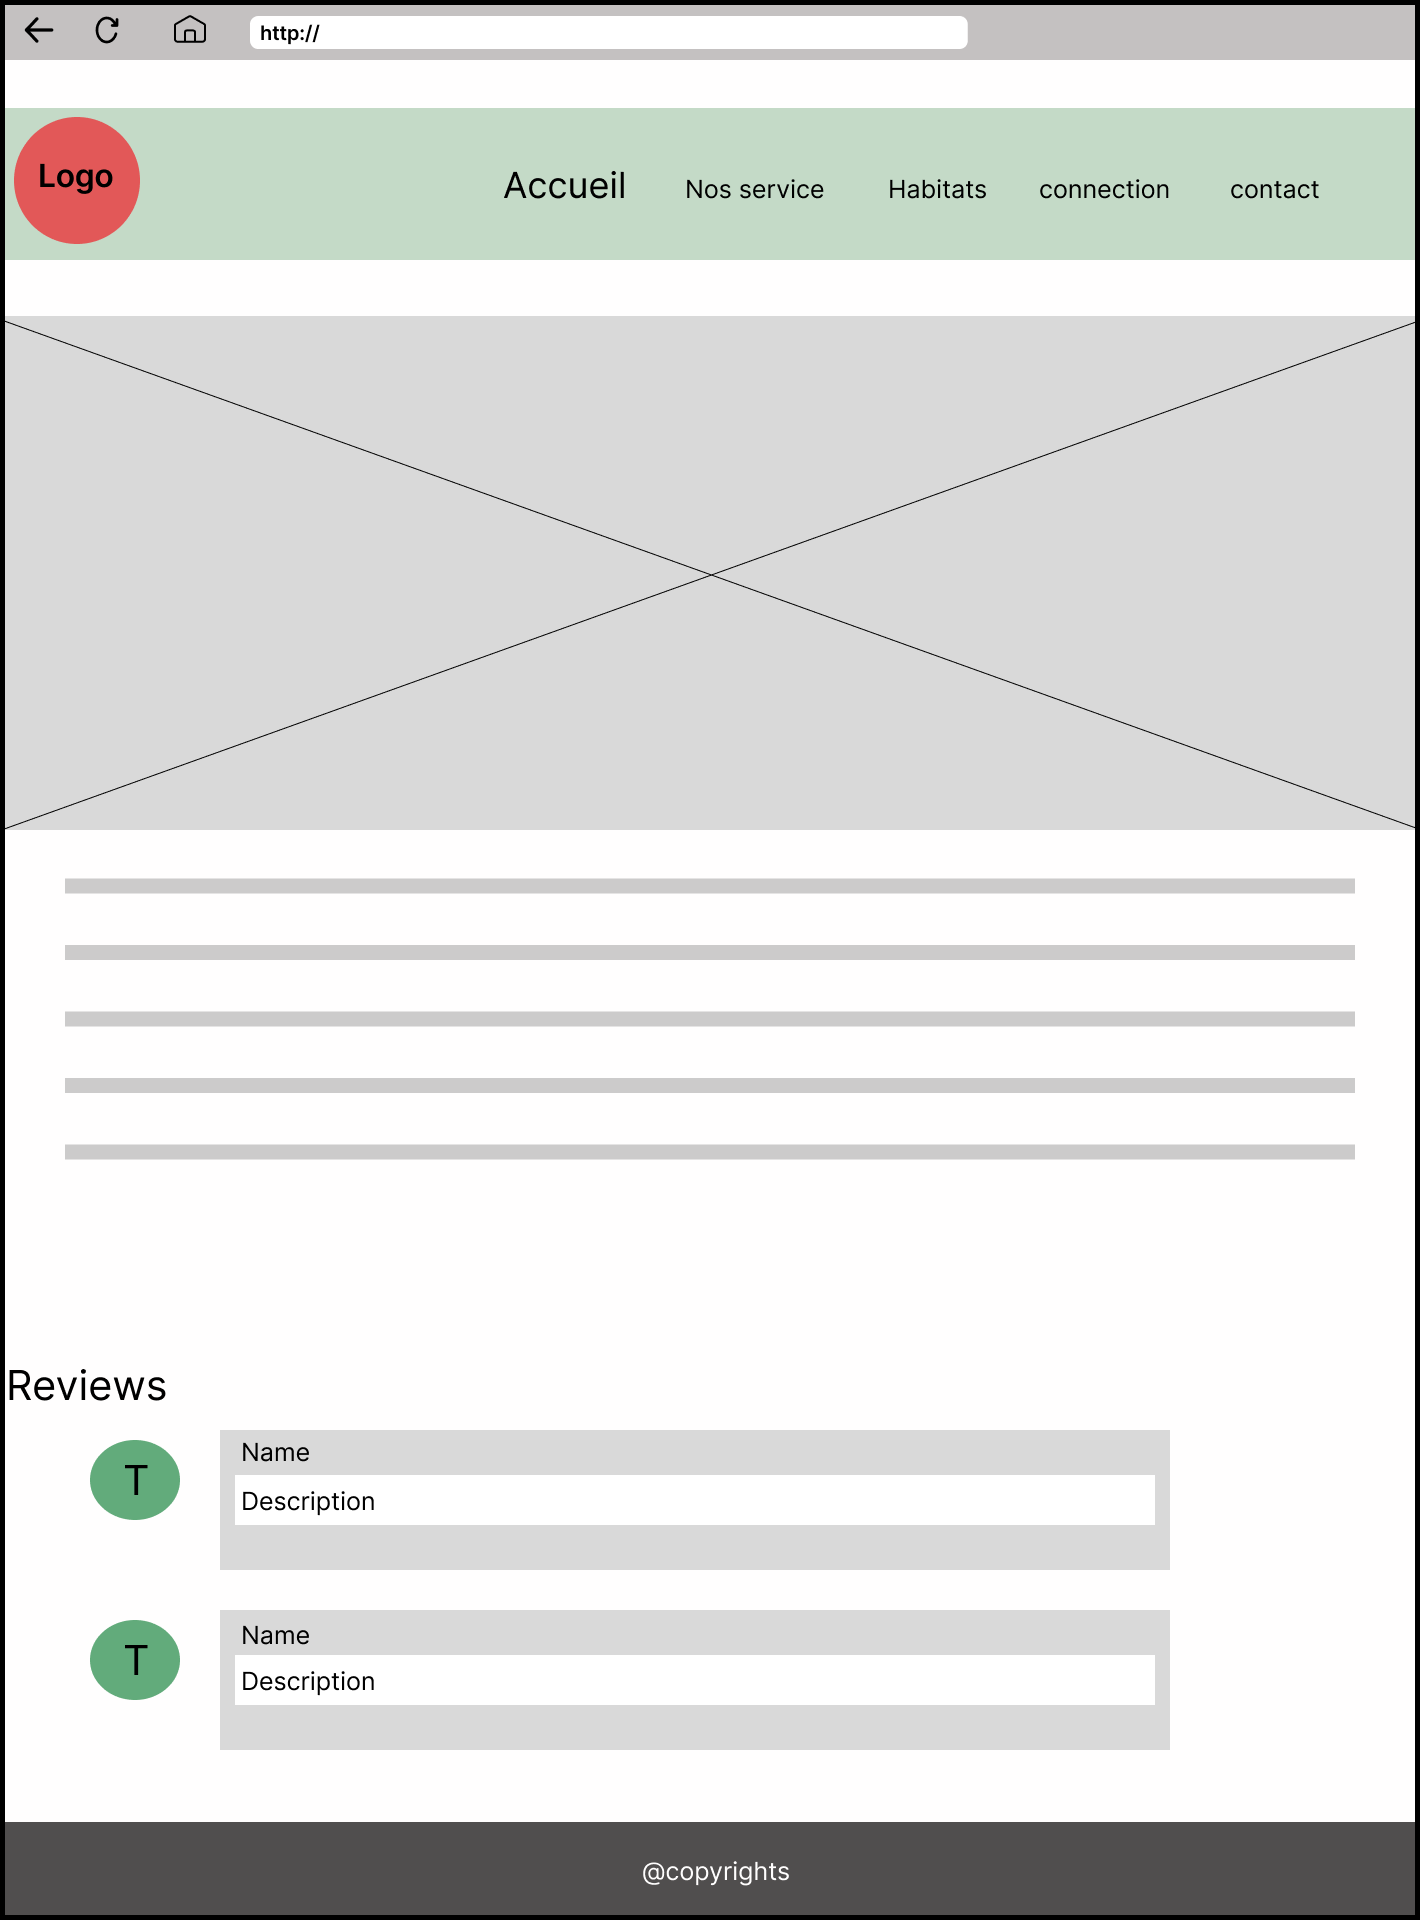 http://
Logo
Accueil Nos service Habitats connection contact
Reviews
T
Name
Description
T
Name
Description
@copyrights